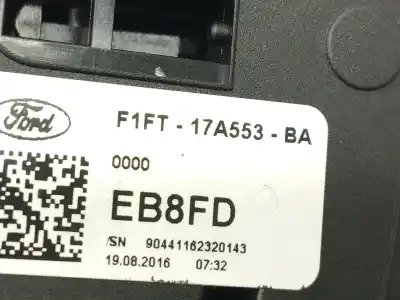 Ford
F1FT - 17A553 - BA
0000
EB8FD
/SN 90441162320143
19.08.2016 07:32